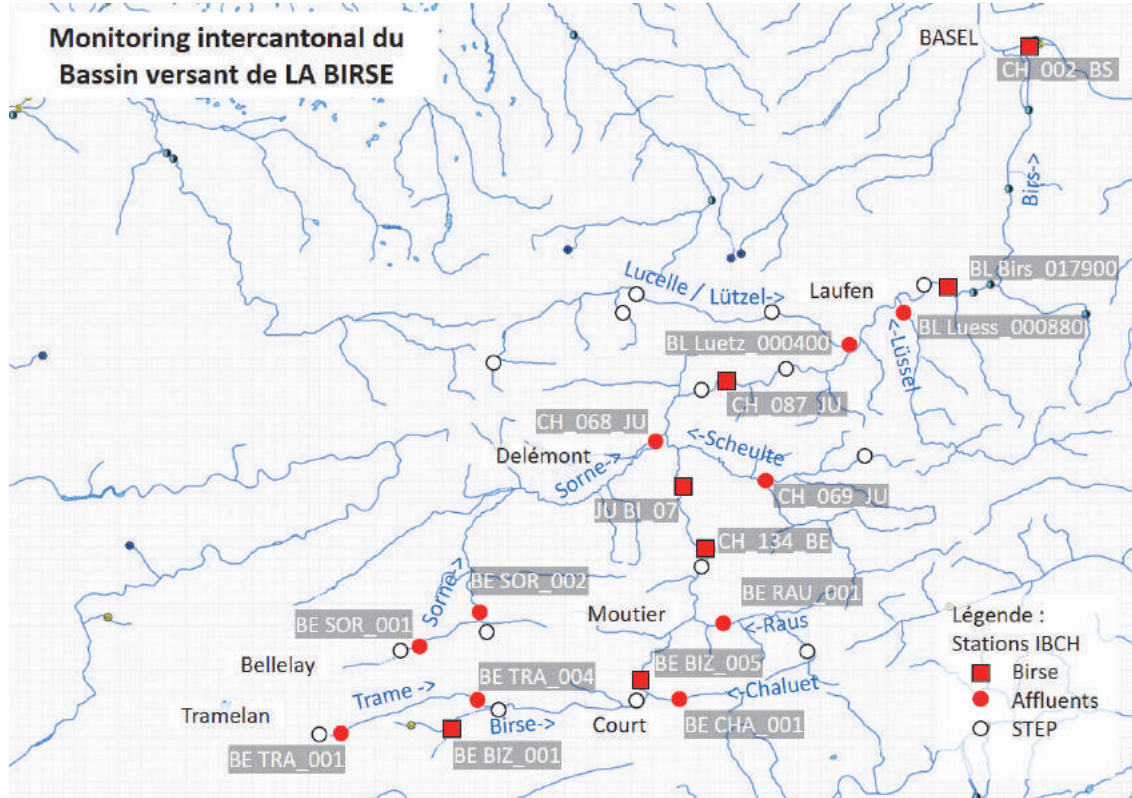 Monitoring intercantonal du
Bassin versant de LA BIRSE
BASEL
CH_002_BS
Birs->
BL Birs_017900
Lucelle / Lützel->
Laufen
BL Luess_000880
BL Luetz_000400
<-Lüssel
CH_087_JU
CH_068_JU
<-Scheulte
Delémont
Sorne->
CH_069_JU
JU BI_07
CH_134_BE
Sorne->
BE SOR_002
BE RAU_001
BE SOR_001
Moutier
<-Raus
Légende :
Stations IBCH
Birse
Affluents
STEP
Bellelay
BE BIZ_005
BE TRA_004
Trame ->
<-Chaluet
Tramelan
Birse->
Court
BE CHA_001
BE TRA_001
BE BIZ_001